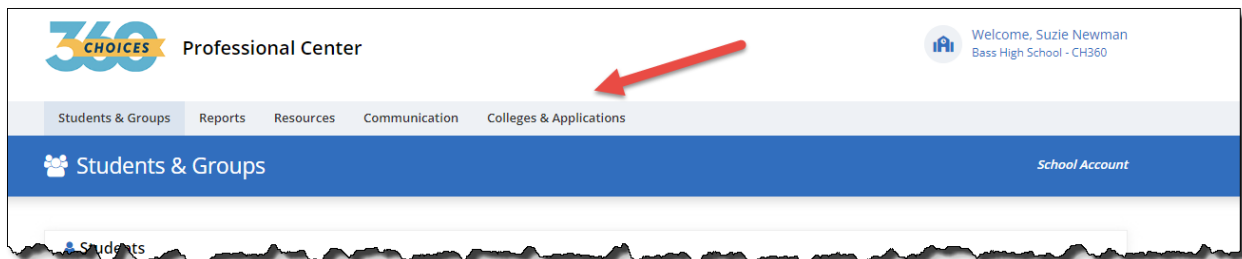 360
CHOICES
Professional Center
Welcome, Suzie Newman
Bass High School - CH360
Students & Groups Reports Resources Communication Colleges & Applications
Students & Groups
School Account
Students